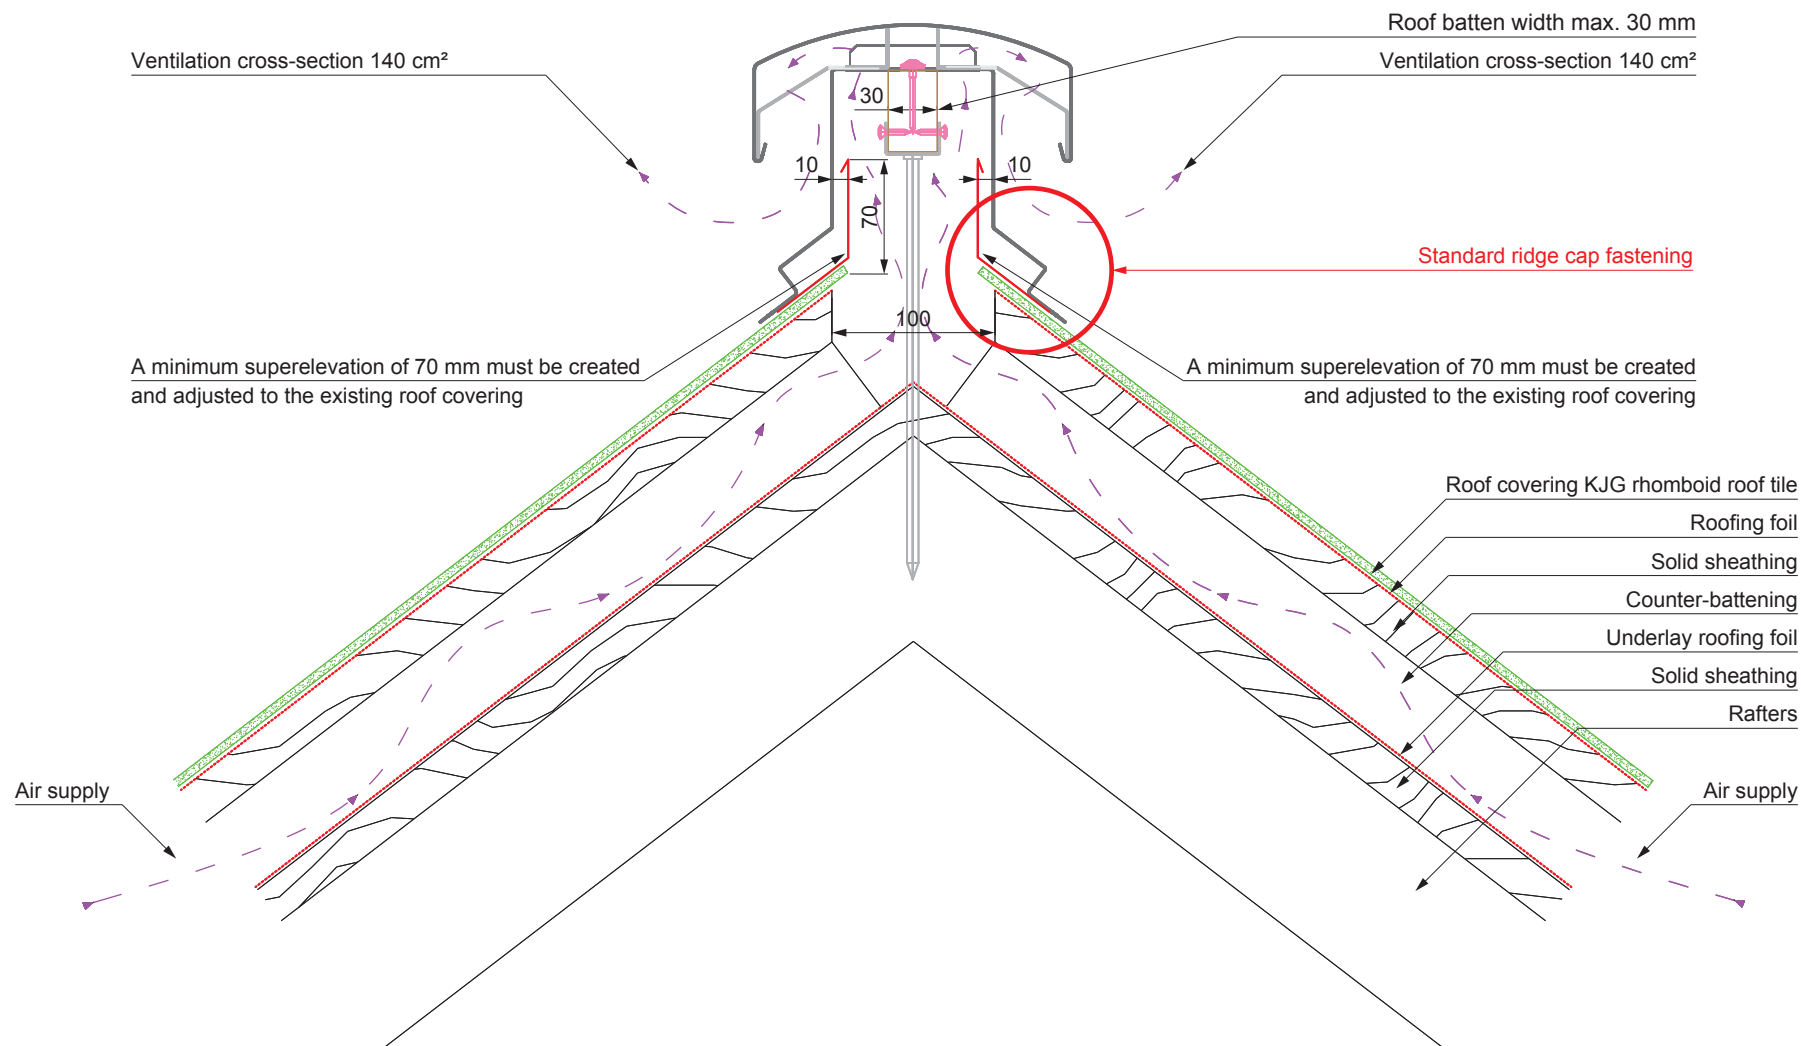 Roof batten width max. 30 mm
Ventilation cross-section 140 cm²
Ventilation cross-section 140 cm²
30
10
10
70
Standard ridge cap fastening
100
A minimum superelevation of 70 mm must be created
and adjusted to the existing roof covering
A minimum superelevation of 70 mm must be created
and adjusted to the existing roof covering
Roof covering KJG rhomboid roof tile
Roofing foil
Solid sheathing
Counter-battening
Underlay roofing foil
Solid sheathing
Rafters
Air supply
Air supply